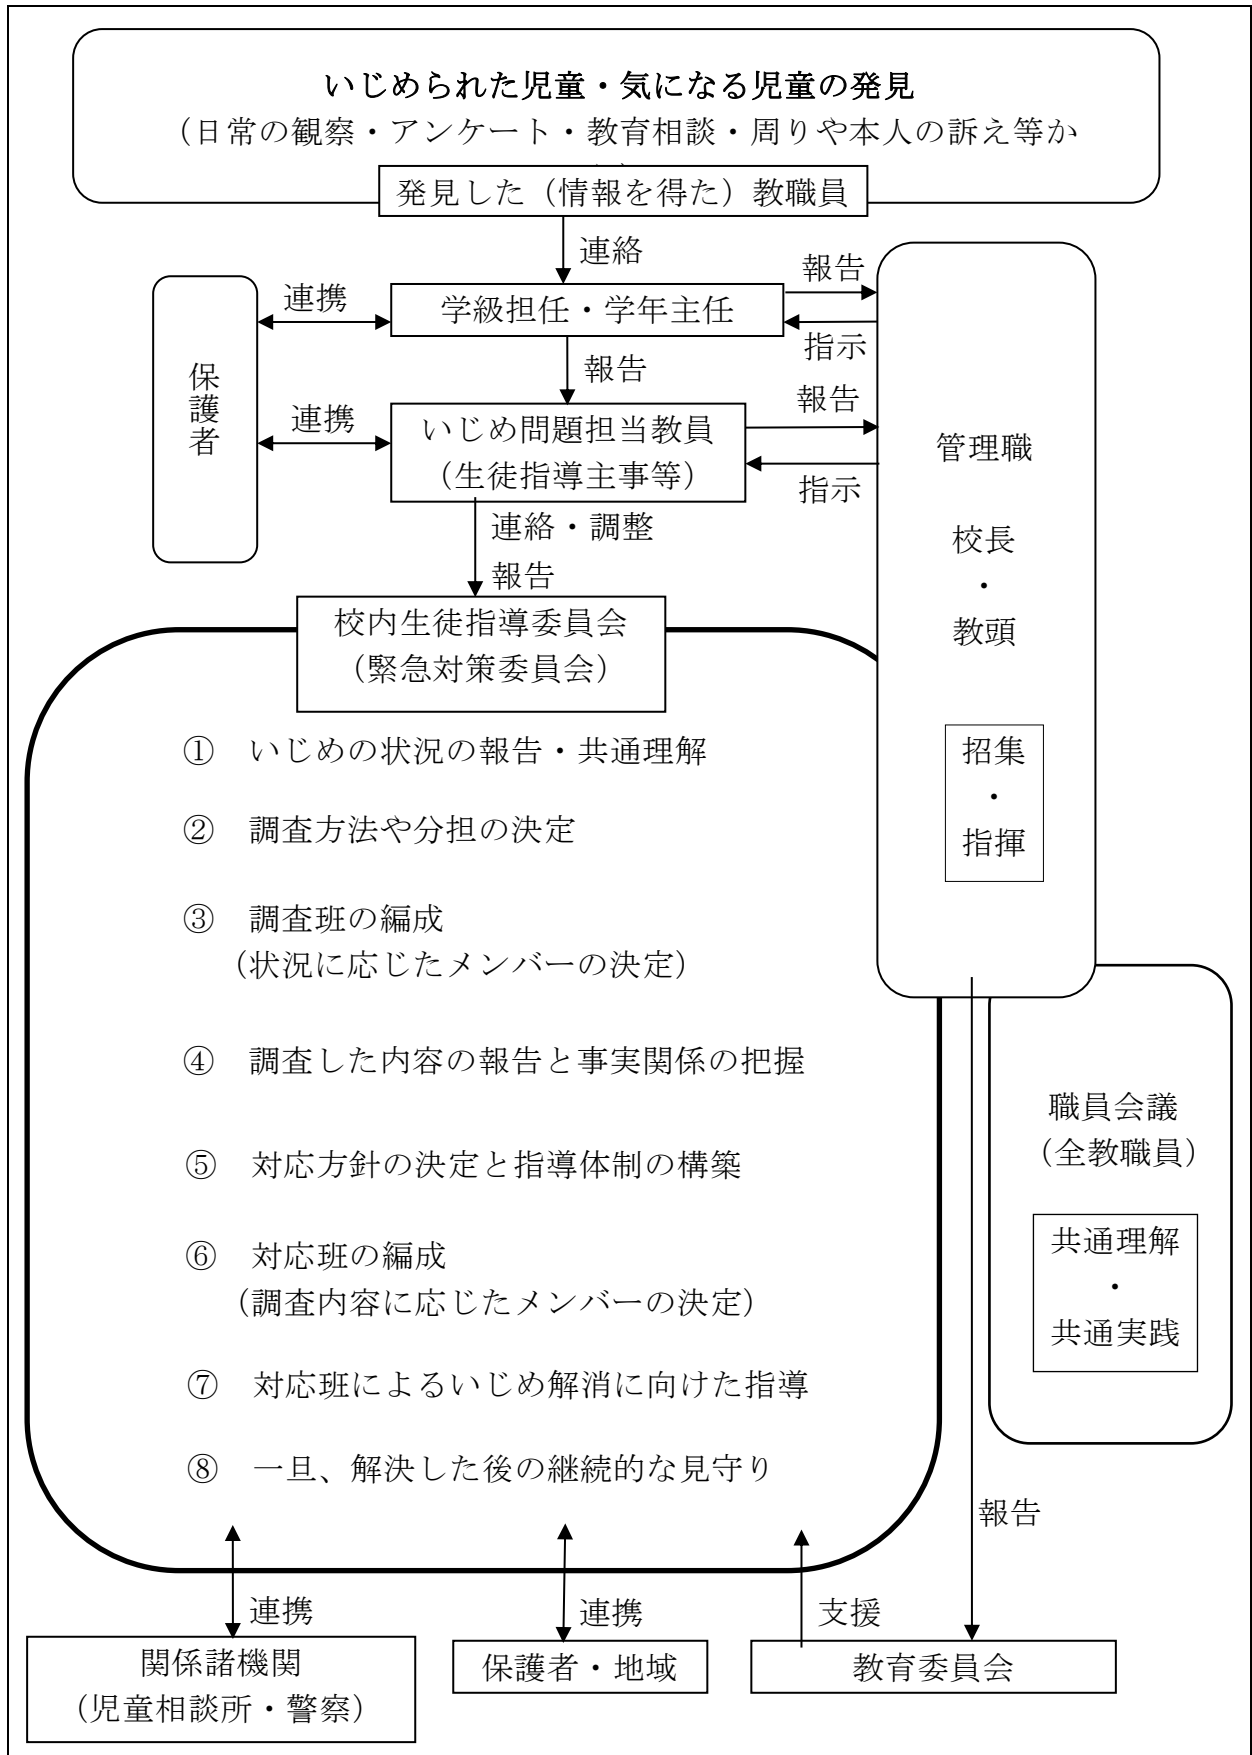 いじめられた児童・気になる児童の発見
（日常の観察・アンケート・教育相談・周りや本人の訴え等か
発見した（情報を得た）教職員
連絡
学級担任・学年主任
連携
報告
指示
保護者
報告
いじめ問題担当教員
（生徒指導主事等）
連携
報告
指示
管理職
校長
・
教頭
招集
・
指揮
連絡・調整
報告
校内生徒指導委員会
（緊急対策委員会）
① いじめの状況の報告・共通理解
② 調査方法や分担の決定
③ 調査班の編成
（状況に応じたメンバーの決定）
④ 調査した内容の報告と事実関係の把握
⑤ 対応方針の決定と指導体制の構築
⑥ 対応班の編成
（調査内容に応じたメンバーの決定）
⑦ 対応班によるいじめ解消に向けた指導
⑧ 一旦、解決した後の継続的な見守り
職員会議
（全教職員）
共通理解
・
共通実践
報告
連携
連携
支援
関係諸機関
（児童相談所・警察）
保護者・地域
教育委員会